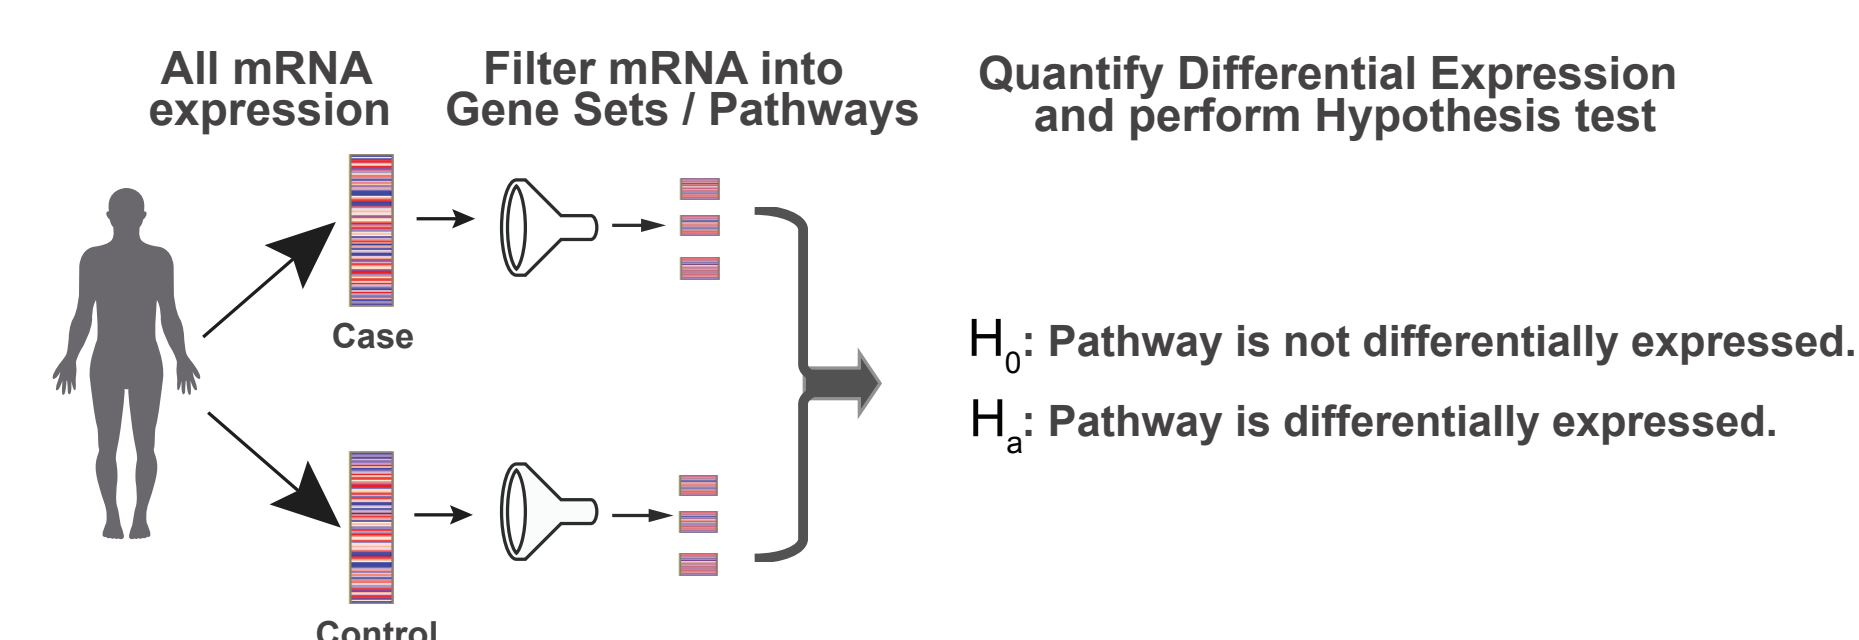 All mRNA
expression
Filter mRNA into
Gene Sets / Pathways
Quantify Differential Expression
and perform Hypothesis test
Case
H0: Pathway is not differentially expressed.
Ha: Pathway is differentially expressed.
Control